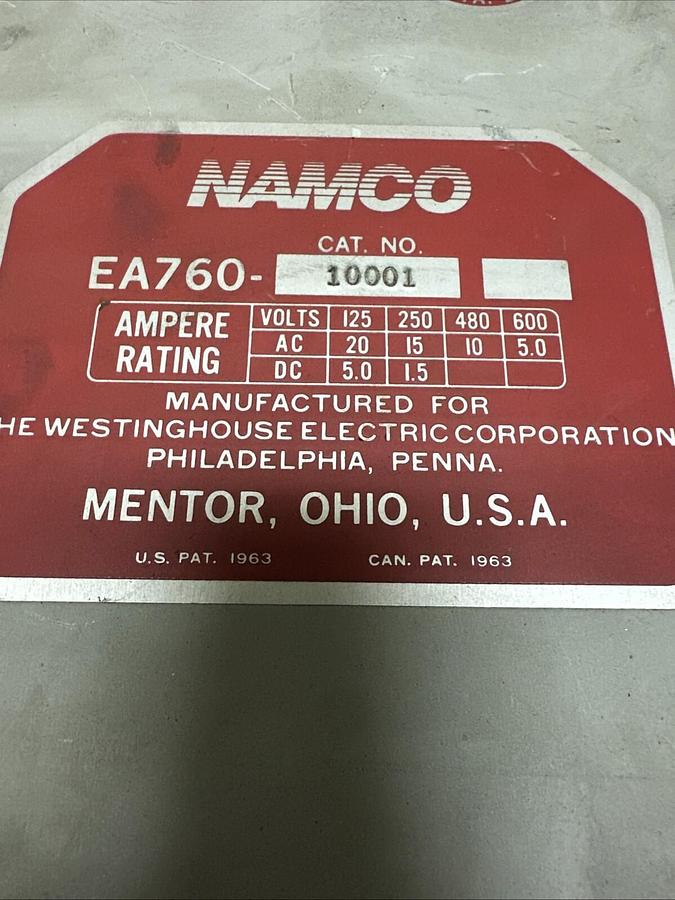 NAMCO
CAT. NO.
EA760- 10001
AMPERE RATING
VOLTS 125 250 480 600
AC 20 15 10 5.0
DC 5.0 1.5
MANUFACTURED FOR
HE WESTINGHOUSE ELECTRIC CORPORATION
PHILADELPHIA, PENNA.
MENTOR, OHIO, U.S.A.
U.S. PAT. 1963 CAN. PAT. 1963